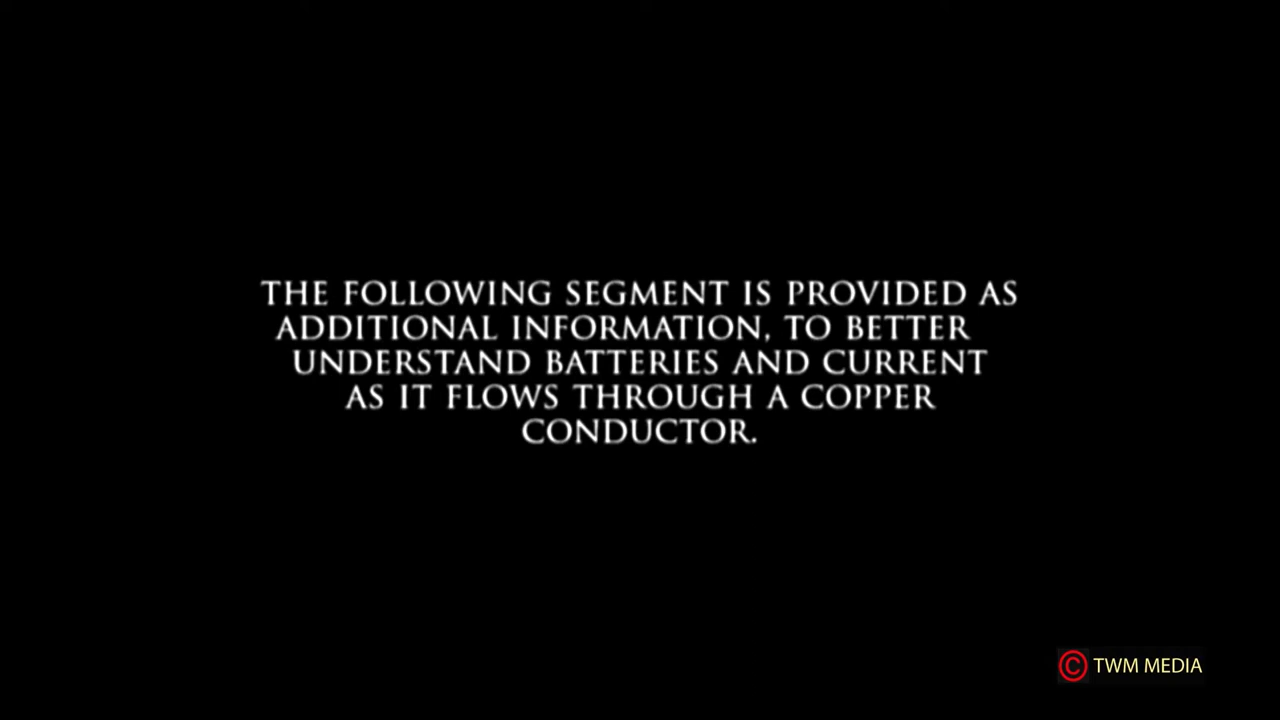 THE FOLLOWING SEGMENT IS PROVIDED AS
ADDITIONAL INFORMATION, TO BETTER
UNDERSTAND BATTERIES AND CURRENT
AS IT FLOWS THROUGH A COPPER
CONDUCTOR.
© TWM MEDIA